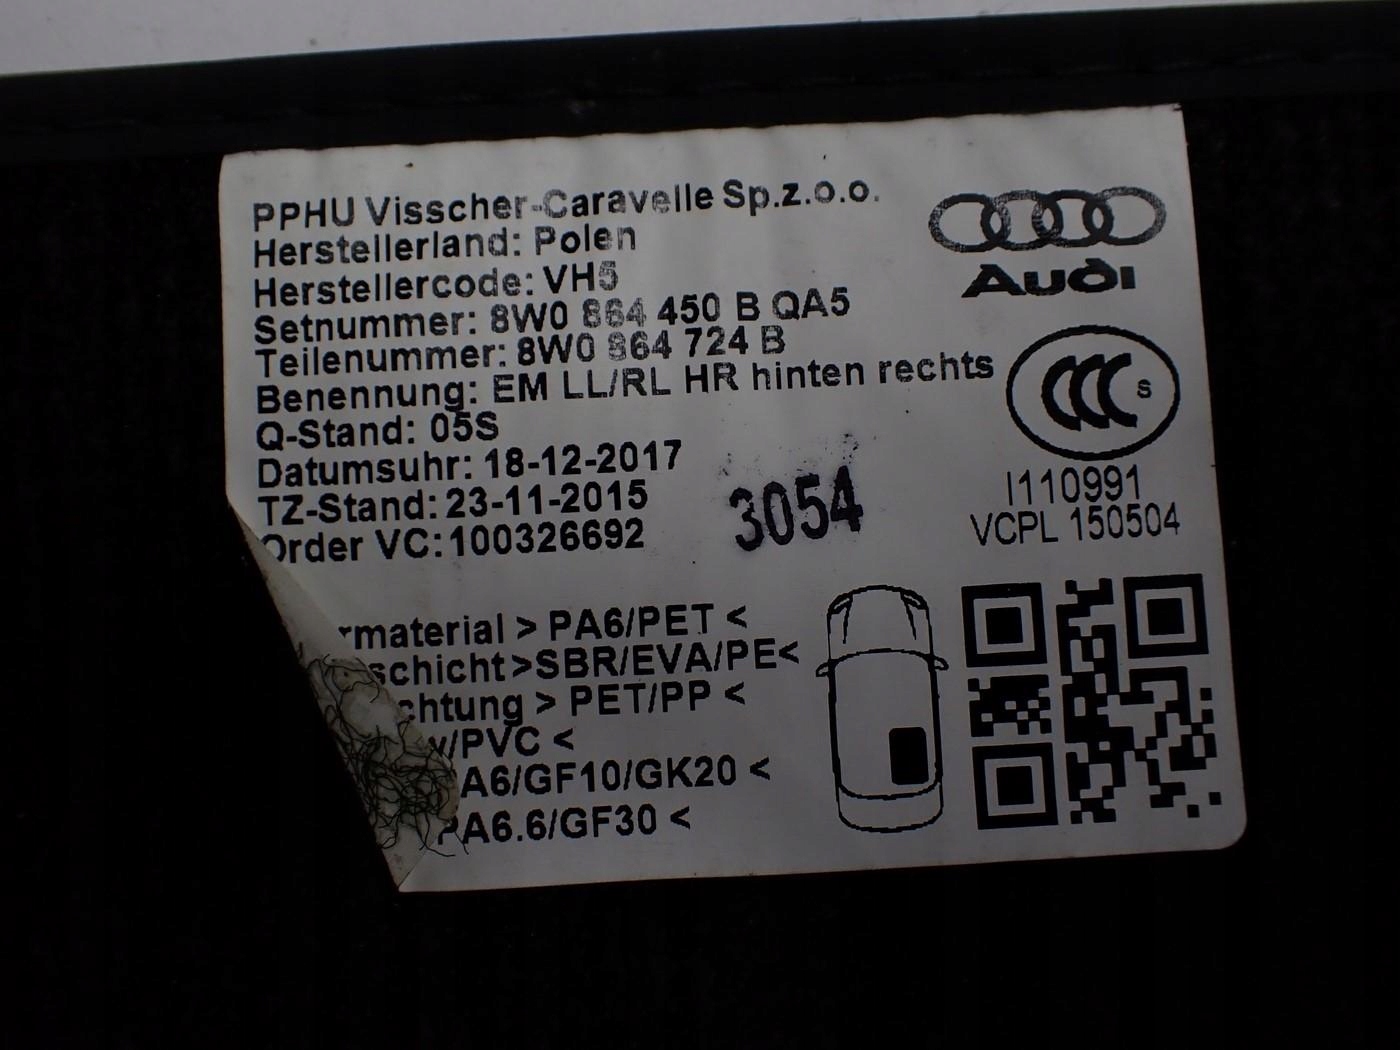 PPHU Visscher-Caravelle Sp.z.o.o.
Herstellerland: Polen
Herstellercode: VH5
Setnummer: 8W0 864 450 B QA5
Teilenummer: 8W0 864 724 B
Benennung: EM LL/RL HR hinten rechts
Q-Stand: 05S
Datumsuhr: 18-12-2017
TZ-Stand: 23-11-2015
Order VC: 100326692
3054
Audi
CCC S
I110991
VCPL 150504
rmaterial > PA6/PET <
schicht>SBR/EVA/PE<
chtung > PET/PP <
/PVC <
A6/GF10/GK20 <
PA6.6/GF30 <